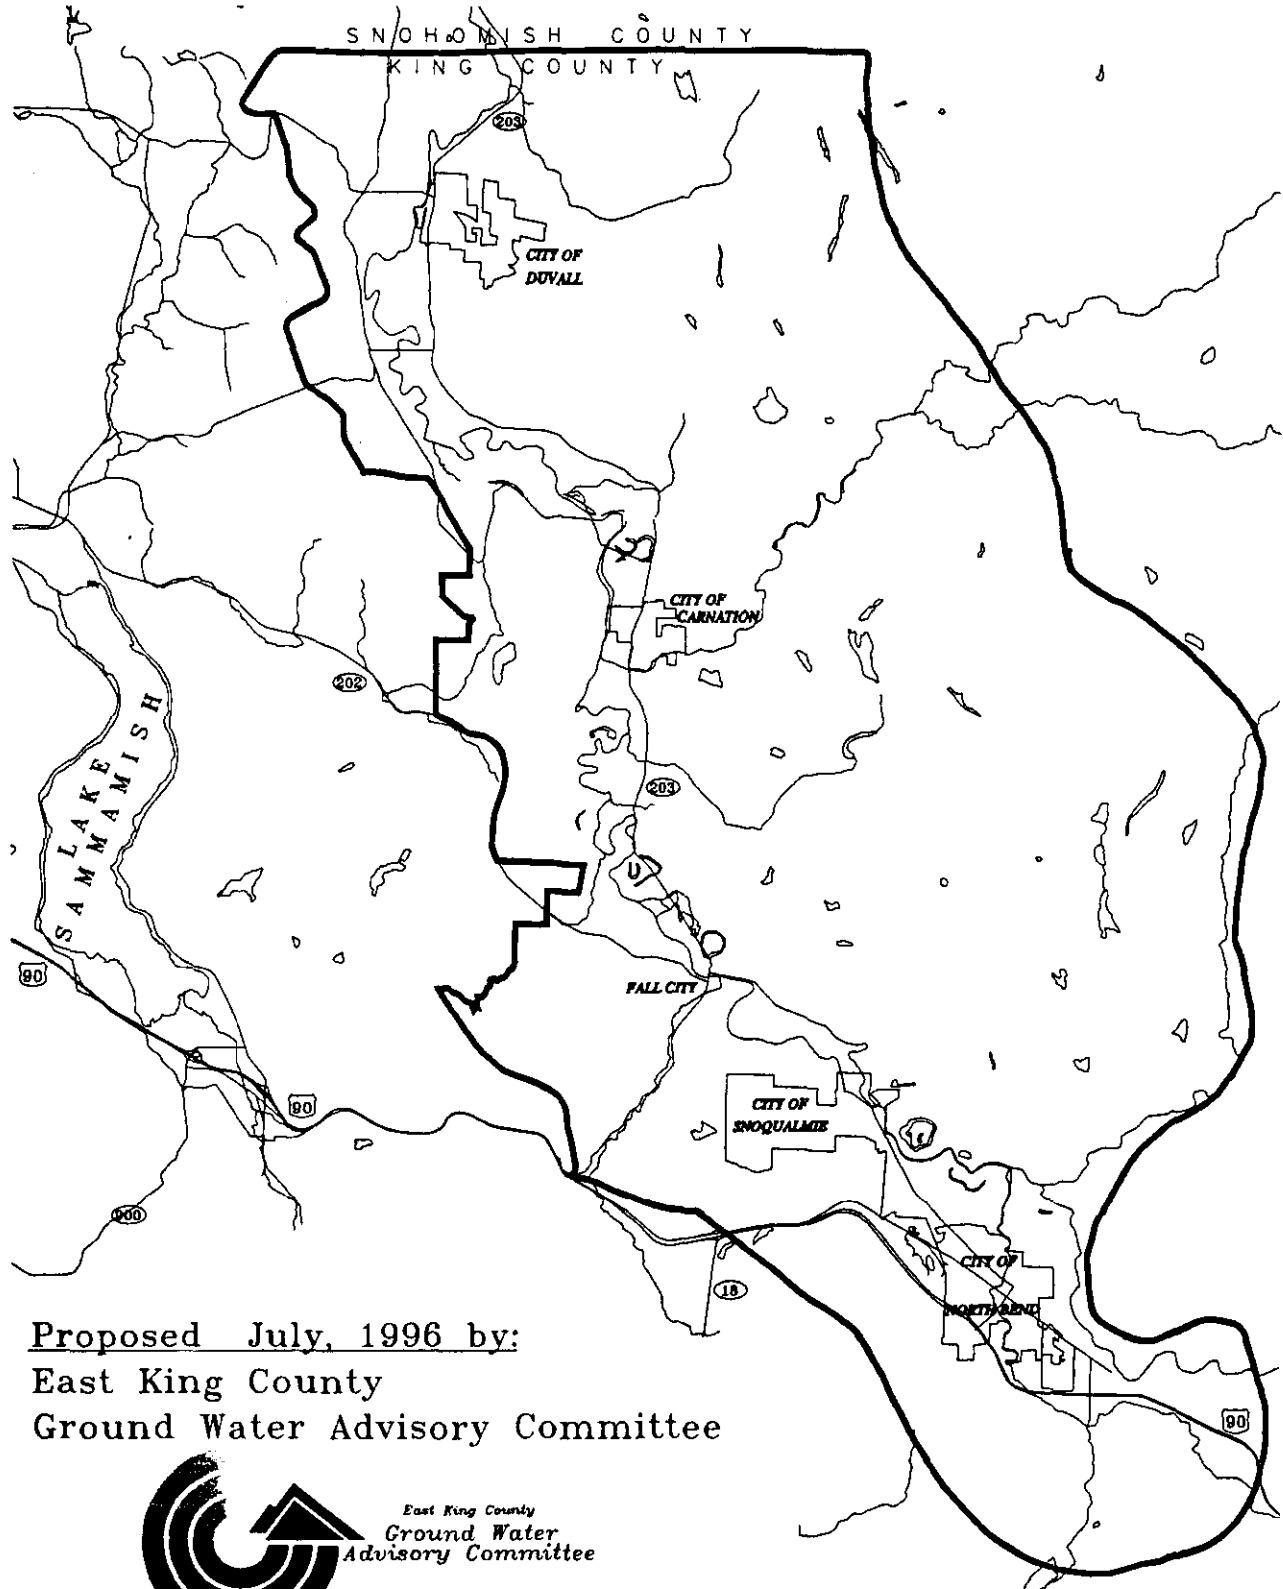 SNOHOMISH COUNTY
KING COUNTY
203
CITY OF
DUVALL
CITY OF
CARNATION
202
LAKE
SAMMAMISH
203
90
FALL CITY
90
CITY OF
SNOQUALMIE
900
18
CITY OF
NORTH BEND
90
Proposed July, 1996 by:
East King County
Ground Water Advisory Committee
East King County
Ground Water
Advisory Committee